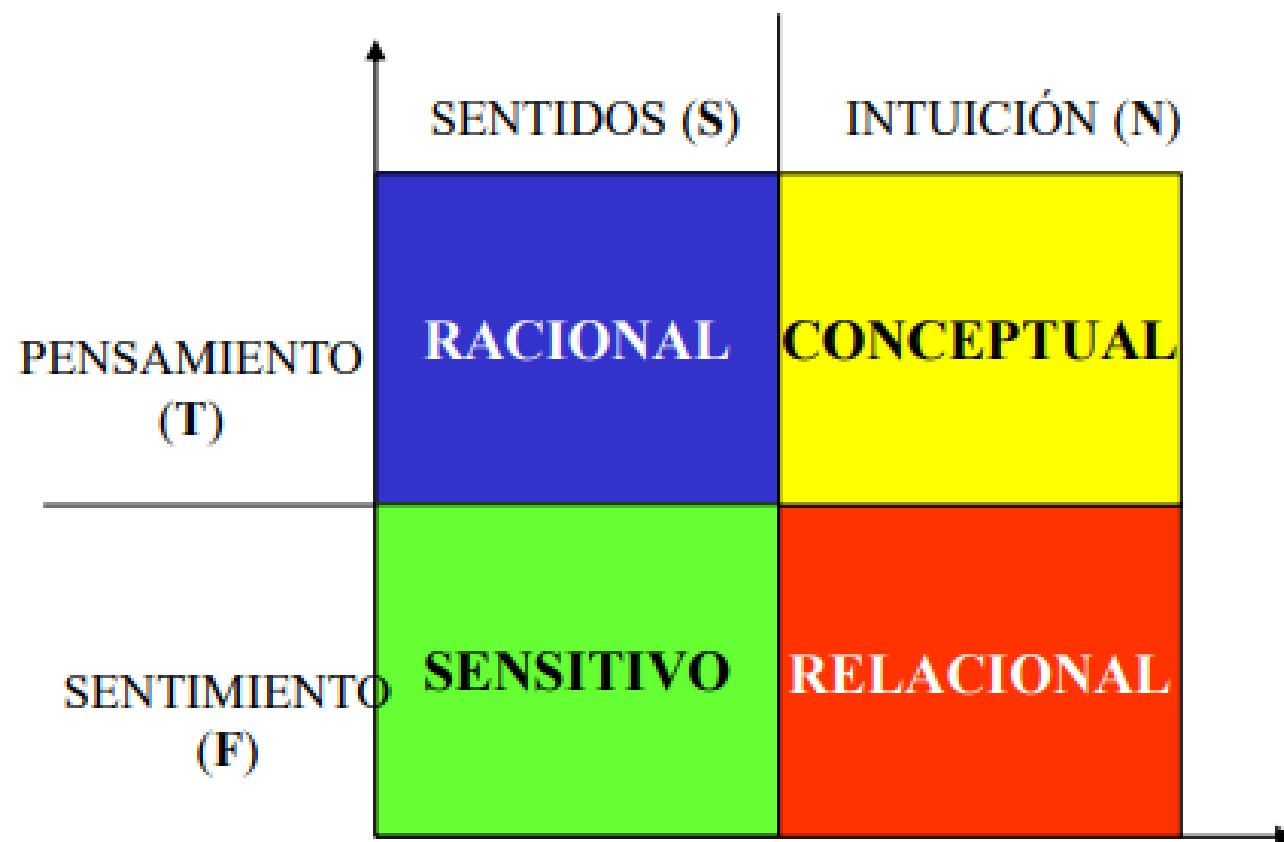 SENTIDOS (S)
INTUICIÓN (N)
RACIONAL
CONCEPTUAL
PENSAMIENTO
(T)
SENSITIVO
RELACIONAL
SENTIMIENTO
(F)